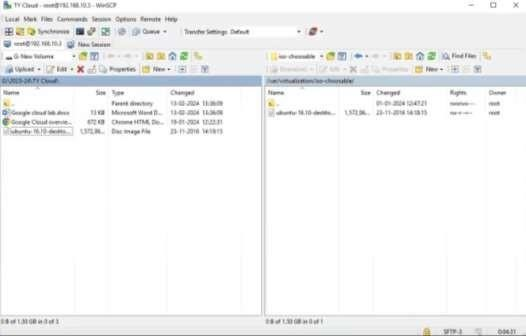 TY Cloud - root@192.168.10.3 - WinSCP
Local Mark Files Commands Session Options Remote Help
Synchronize Queue Transfer Settings Default
root@192.168.10.3 New Session
G: New Volume iso-choosable Find Files
Upload Edit Properties New Download Edit Properties New
G:\2023-24\TY Cloud\ /usr/virtualization/iso-choosable/
Name Size Type Changed Name Size Changed Rights Owner
.. Parent directory 13-02-2024 13:36:09 .. 01-01-2024 12:47:21 root
Google cloud lab.docx 13 KB Microsoft Word D... 13-02-2024 13:36:09 ubuntu-16.10-deskto... 1,572,86... 23-11-2016 14:18:15 rw-r--r-- root
Google Cloud overvie... 672 KB Chrome HTML Do... 19-01-2024 12:22:31
ubuntu-16.10-deskto... 1,572,86... Disc Image File 23-11-2016 14:18:15
0 B of 1.50 GB in 0 of 3 0 B of 1.50 GB in 0 of 1
SFTP-3 0:04:31